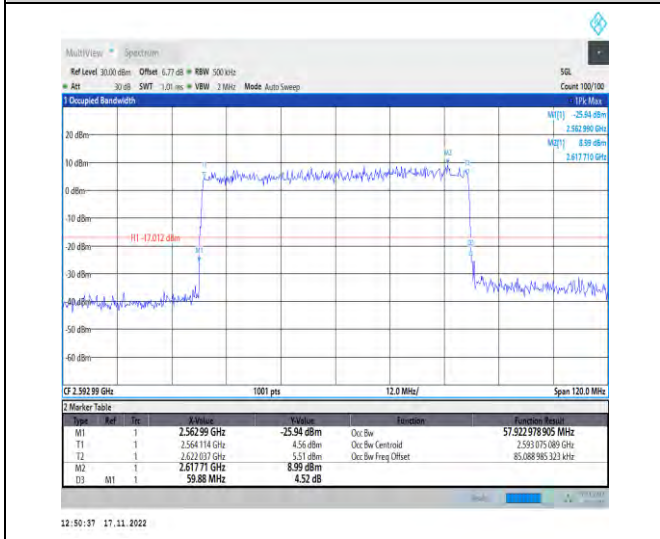 MultiView Spectrum
Ref Level 30.00 dBm Offset 6.77 dB RBW 500 kHz SGL
Att 30 dB SWT 1.01 ms VBW 2 MHz Mode Auto Sweep Count 100/100
1 Occupied Bandwidth 1Pk Max
M1[1] -25.94 dBm
2.562 990 GHz
M2[1] 8.99 dBm
2.617 710 GHz
20 dBm
10 dBm
0 dBm
-10 dBm
H1 -17.012 dBm
-20 dBm
-30 dBm
-40 dBm
-50 dBm
-60 dBm
M2
M1
CF 2.592 99 GHz 1001 pts 12.0 MHz/ Span 120.0 MHz
2 Marker Table
Type Ref Trc X-Value Y-Value Function Function Result
M1 1 2.562 99 GHz -25.94 dBm Occ Bw 57.922 978 905 MHz
T1 1 2.564 114 GHz 4.56 dBm Occ Bw Centroid 2.593 075 089 GHz
T2 1 2.622 037 GHz 5.51 dBm Occ Bw Freq Offset 85.088 985 323 kHz
M2 1 2.617 71 GHz 8.99 dBm
D3 M1 1 59.88 MHz 4.52 dB
12:50:37 17.11.2022